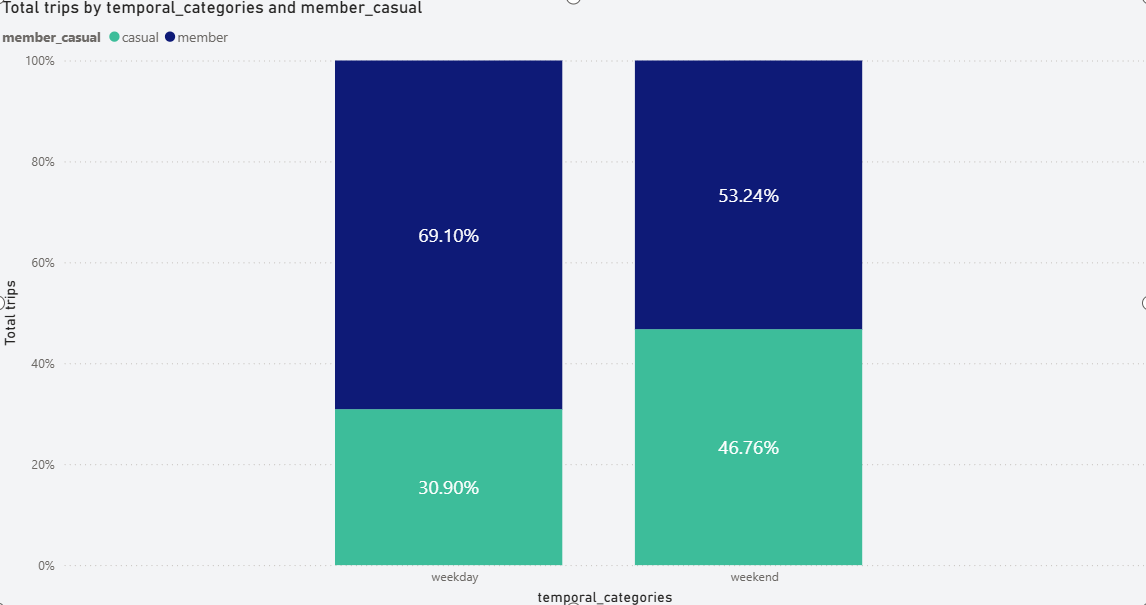 Total trips by temporal_categories and member_casual
member_casual casual member
100%
80%
60%
40%
20%
0%
Total trips
69.10%
30.90%
53.24%
46.76%
weekday weekend
temporal_categories